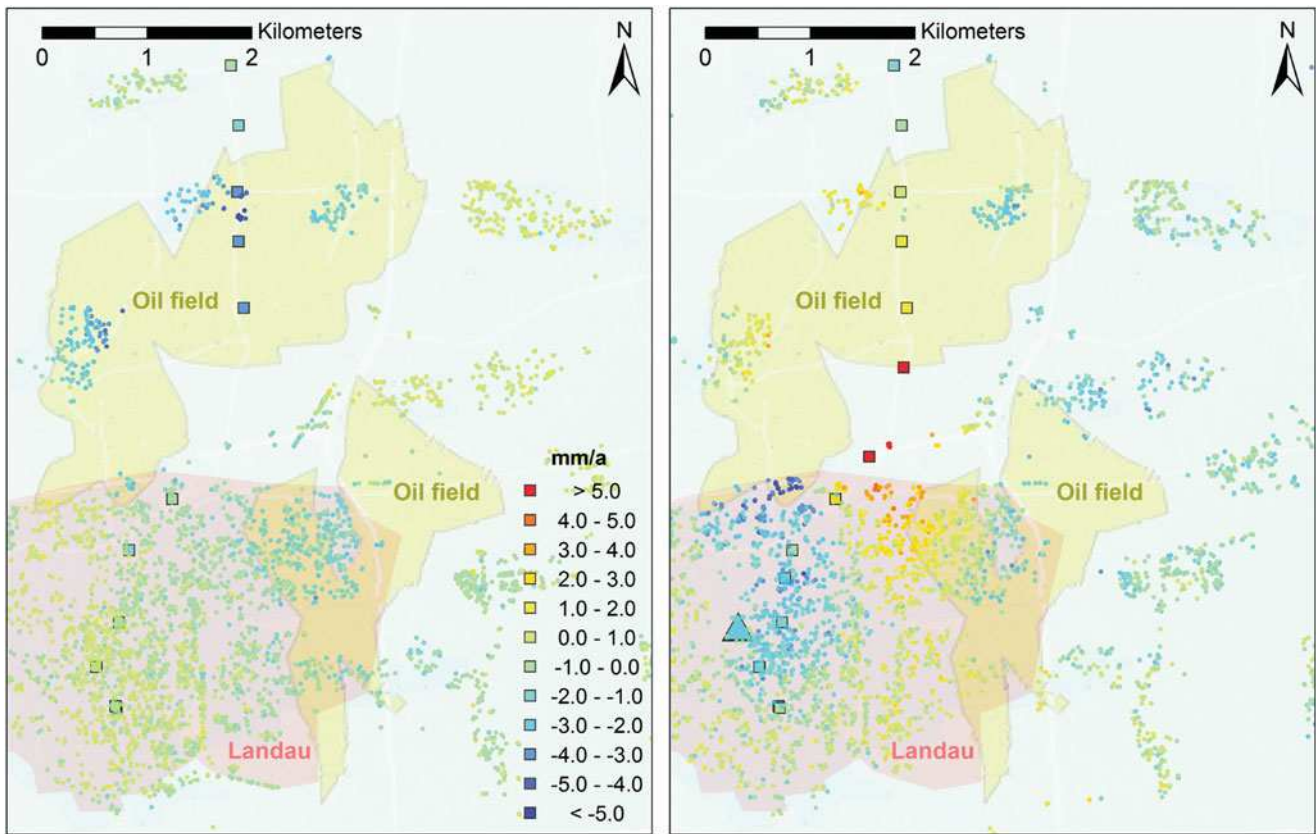 Kilometers
0 1 2
N
Oil field
Oil field
Landau
mm/a
> 5.0
4.0 - 5.0
3.0 - 4.0
2.0 - 3.0
1.0 - 2.0
0.0 - 1.0
-1.0 - 0.0
-2.0 - -1.0
-3.0 - -2.0
-4.0 - -3.0
-5.0 - -4.0
< -5.0
Kilometers
0 1 2
N
Oil field
Oil field
Landau